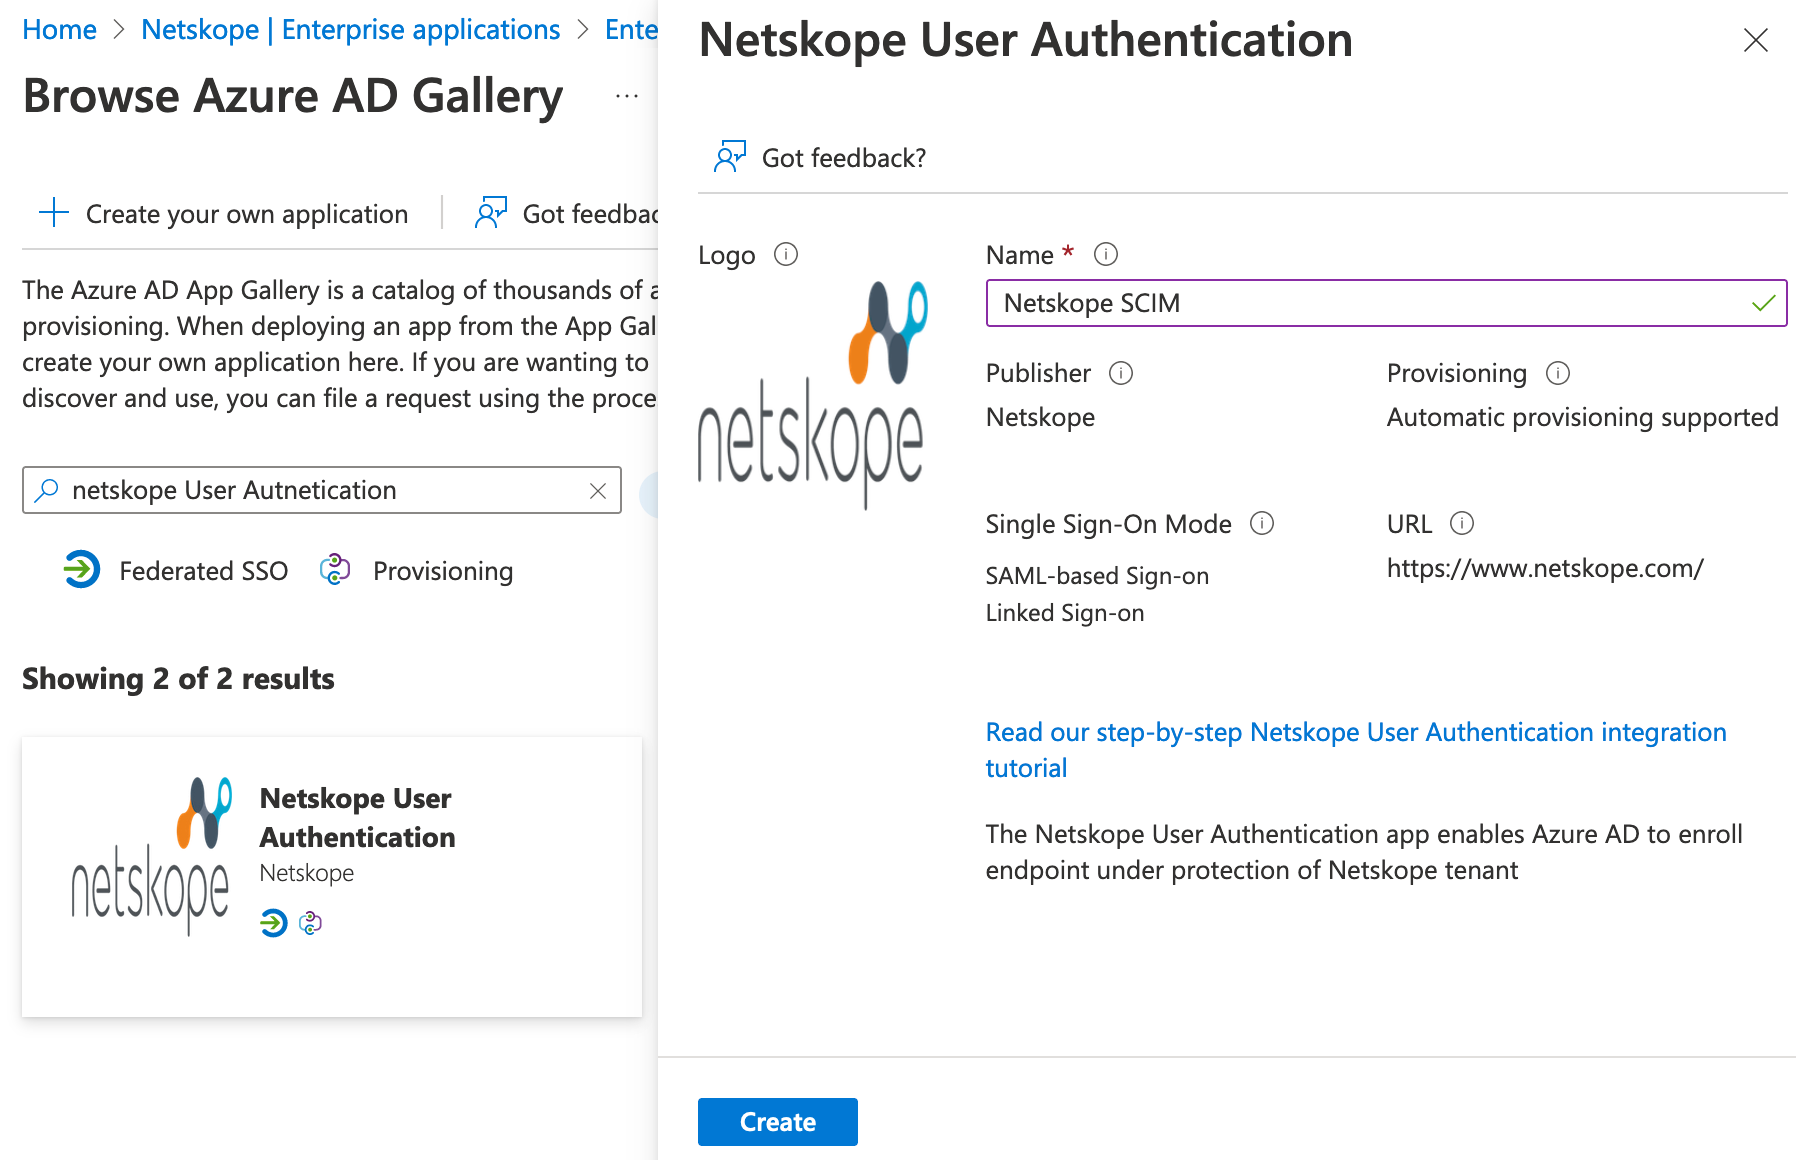 Home > Netskope | Enterprise applications > Ente
Browse Azure AD Gallery ...
Create your own application
Got feedbac
The Azure AD App Gallery is a catalog of thousands of a
provisioning. When deploying an app from the App Gal
create your own application here. If you are wanting to
discover and use, you can file a request using the proce
netskope User Autnetication
Federated SSO
Provisioning
Showing 2 of 2 results
netskope
Netskope User
Authentication
Netskope
Netskope User Authentication
Got feedback?
Logo
netskope
Name *
Netskope SCIM
Publisher
Netskope
Provisioning
Automatic provisioning supported
Single Sign-On Mode
SAML-based Sign-on
Linked Sign-on
URL
https://www.netskope.com/
Read our step-by-step Netskope User Authentication integration
tutorial
The Netskope User Authentication app enables Azure AD to enroll
endpoint under protection of Netskope tenant
Create